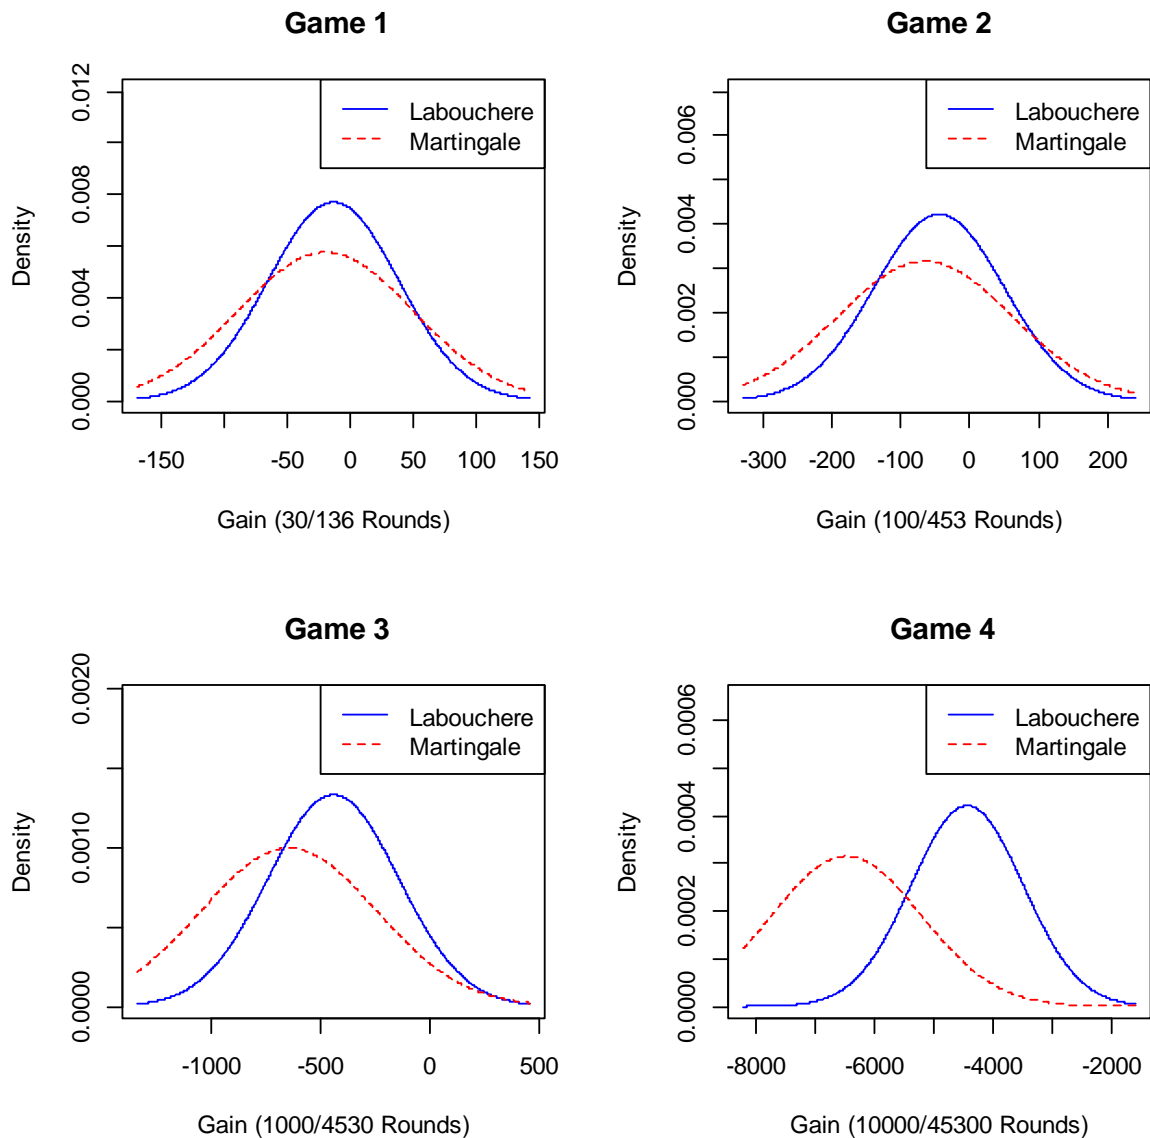 Game 1
Density
0.000 0.004 0.008 0.012
Labouchere
Martingale
-150 -50 0 50 100 150
Gain (30/136 Rounds)
Game 2
Density
0.000 0.002 0.004 0.006
Labouchere
Martingale
-300 -200 -100 0 100 200
Gain (100/453 Rounds)
Game 3
Density
0.0000 0.0010 0.0020
Labouchere
Martingale
-1000 -500 0 500
Gain (1000/4530 Rounds)
Game 4
Density
0.0000 0.0002 0.0004 0.0006
Labouchere
Martingale
-8000 -6000 -4000 -2000
Gain (10000/45300 Rounds)